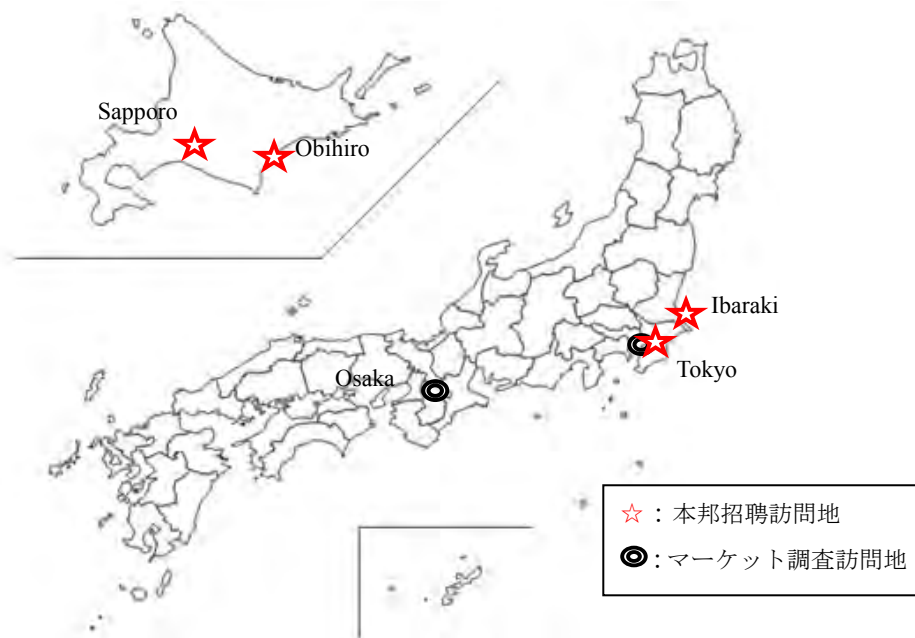 Sapporo
Obihiro
Ibaraki
Tokyo
Osaka
☆：本邦招聘訪問地
◎：マーケット調査訪問地